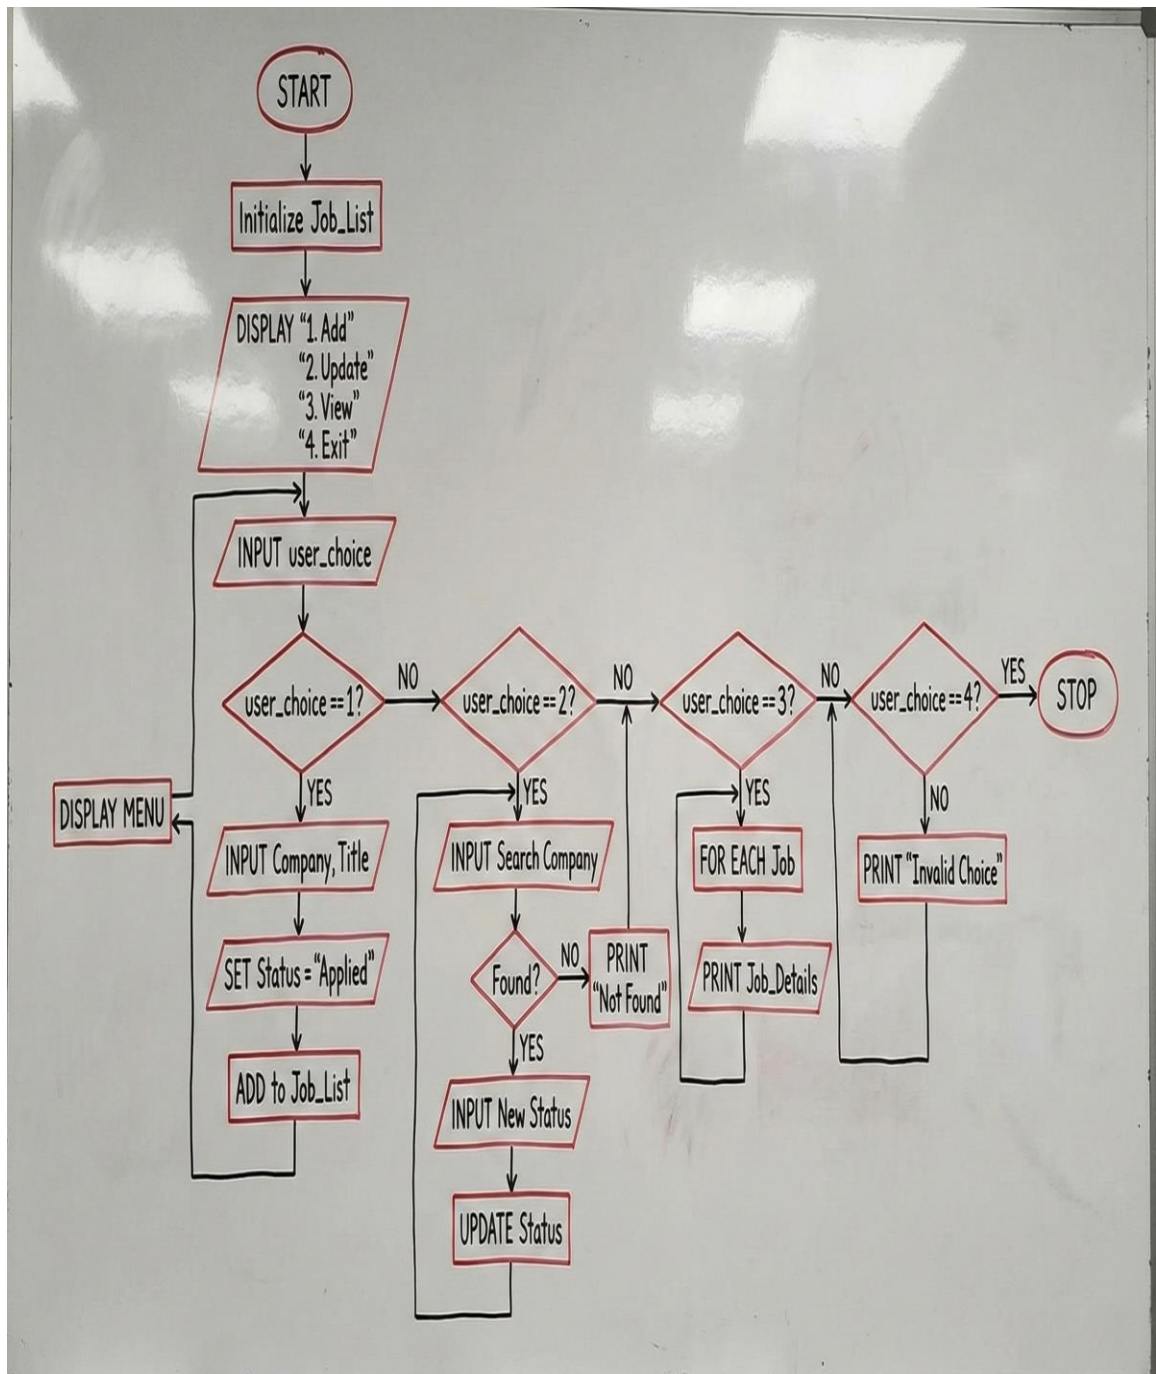 START
Initialize Job_List
DISPLAY “1. Add”
“2. Update”
“3. View”
“4. Exit”
INPUT user_choice
user_choice == 1?
NO
user_choice == 2?
NO
user_choice == 3?
NO
user_choice == 4?
YES
STOP
DISPLAY MENU
YES
INPUT Company, Title
SET Status = “Applied”
ADD to Job_List
YES
INPUT Search Company
Found?
NO
PRINT
“Not Found”
YES
INPUT New Status
UPDATE Status
YES
FOR EACH Job
PRINT Job_Details
NO
PRINT “Invalid Choice”